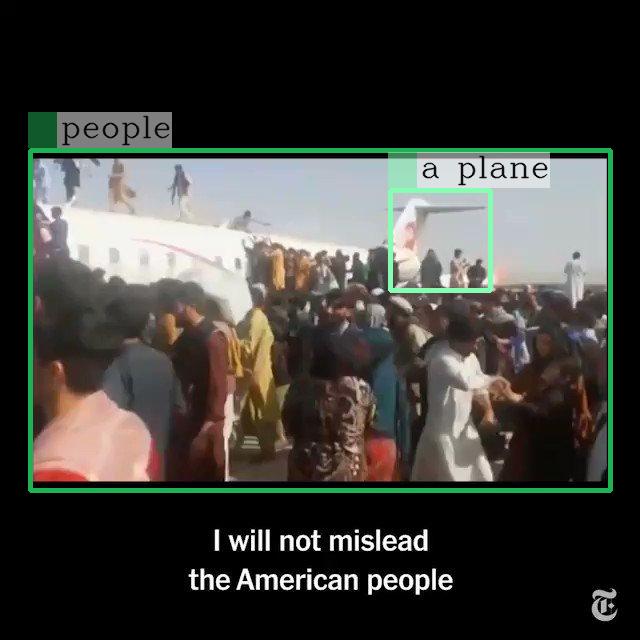 people
a plane
I will not mislead
the American people
T